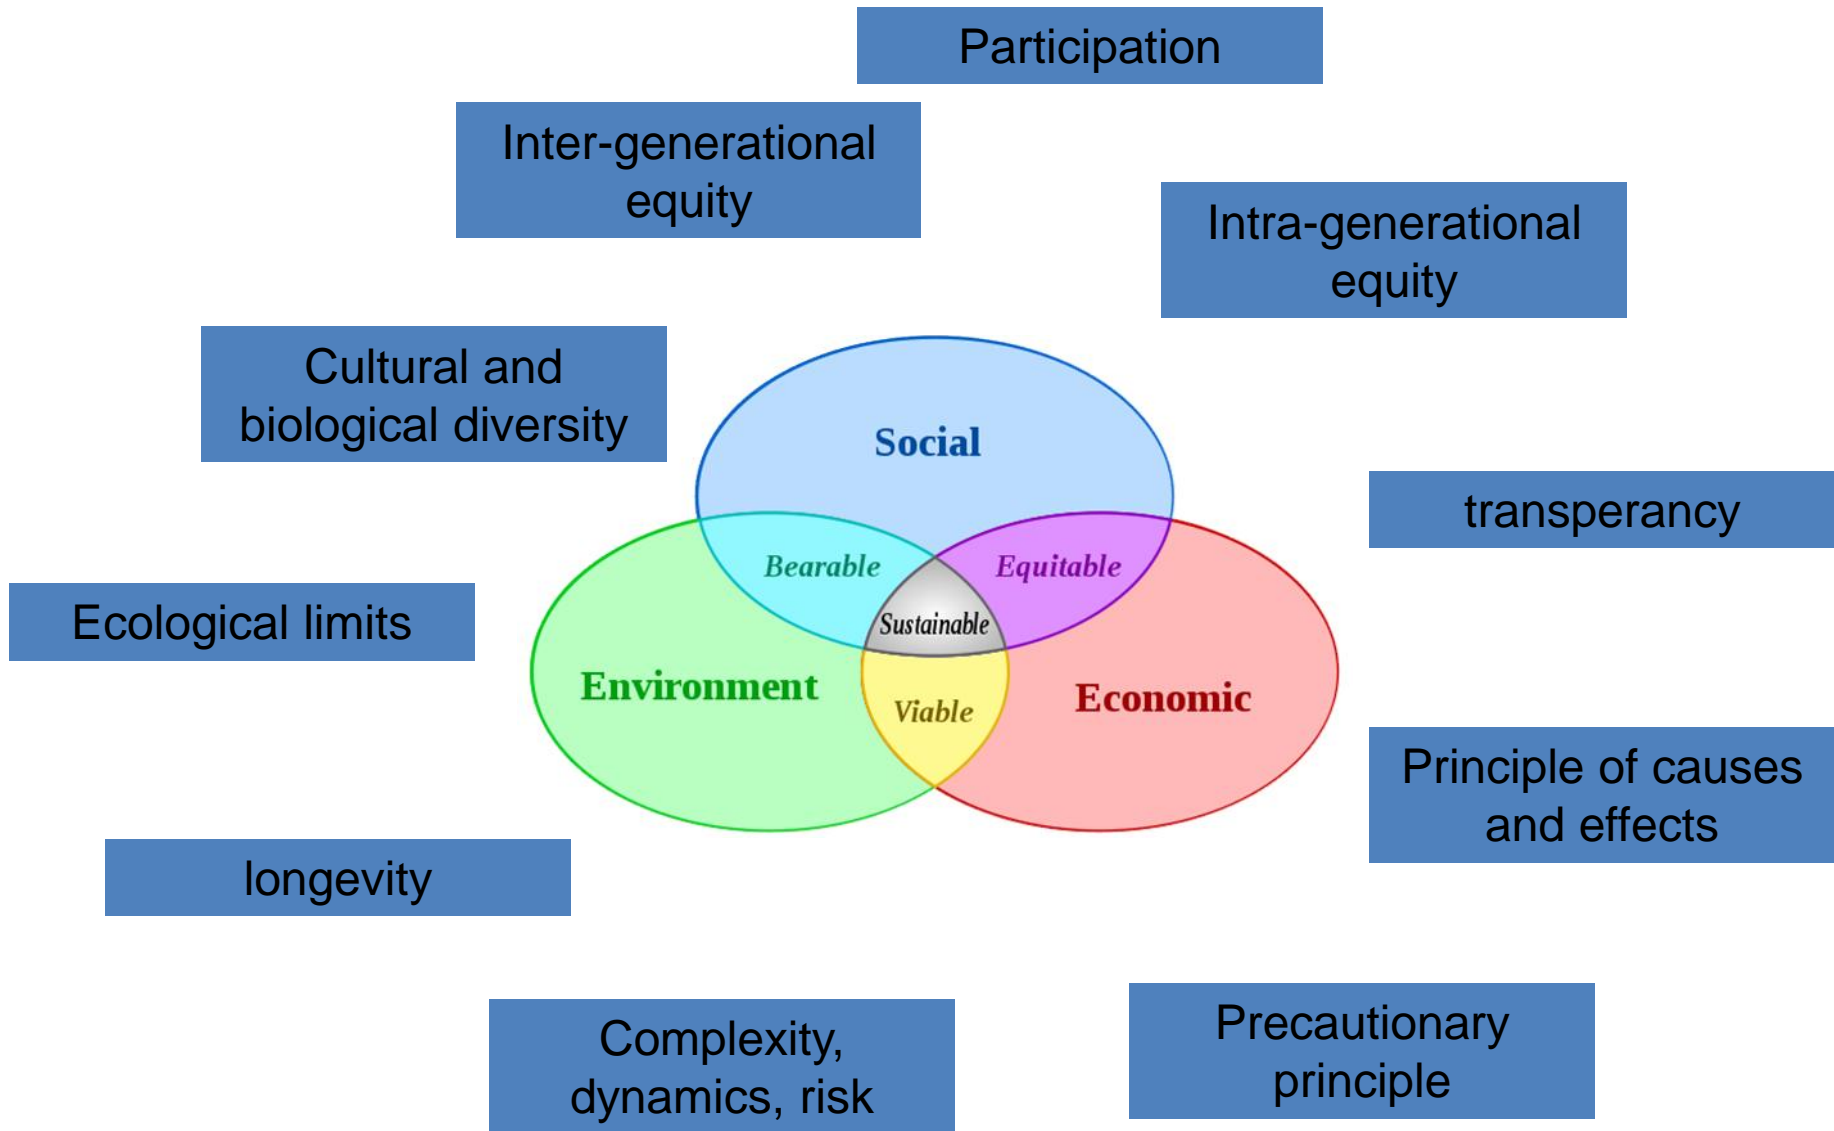 Participation
Inter-generational
equity
Intra-generational
equity
Cultural and
biological diversity
Social
transperancy
Bearable
Equitable
Ecological limits
Sustainable
Environment
Economic
Viable
Principle of causes
and effects
longevity
Complexity,
dynamics, risk
Precautionary
principle